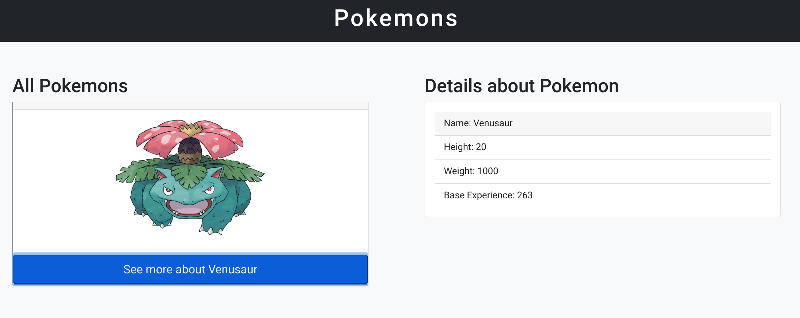 Pokemons
All Pokemons
See more about Venusaur
Details about Pokemon
Name: Venusaur
Height: 20
Weight: 1000
Base Experience: 263